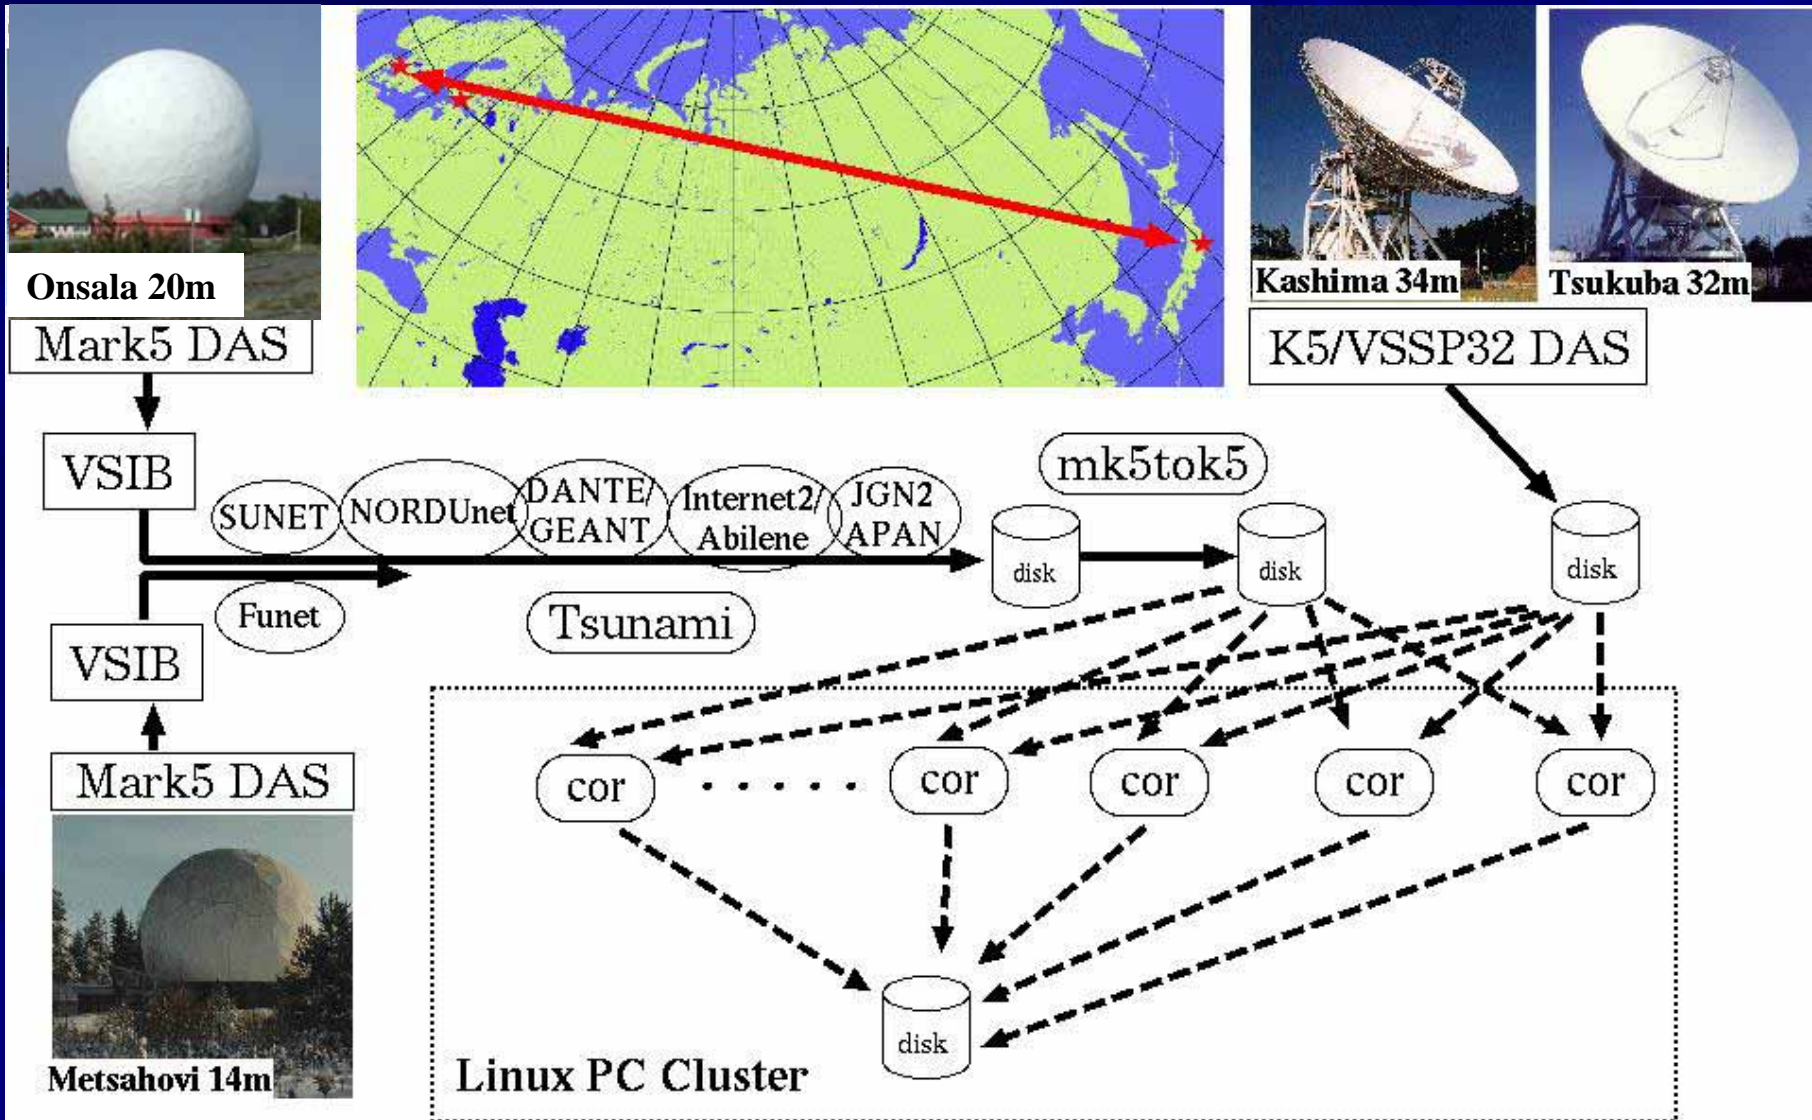 Onsala 20m
Mark5 DAS
Kashima 34m
Tsukuba 32m
K5/VSSP32 DAS
VSIB
SUNET
NORDUnet
DANTE/
GEANT
Internet2/
Abilene
JGN2
APAN
mk5tok5
disk
disk
disk
Funet
Tsunami
VSIB
Mark5 DAS
Metsahovi 14m
cor
. . . . .
cor
cor
cor
cor
disk
Linux PC Cluster